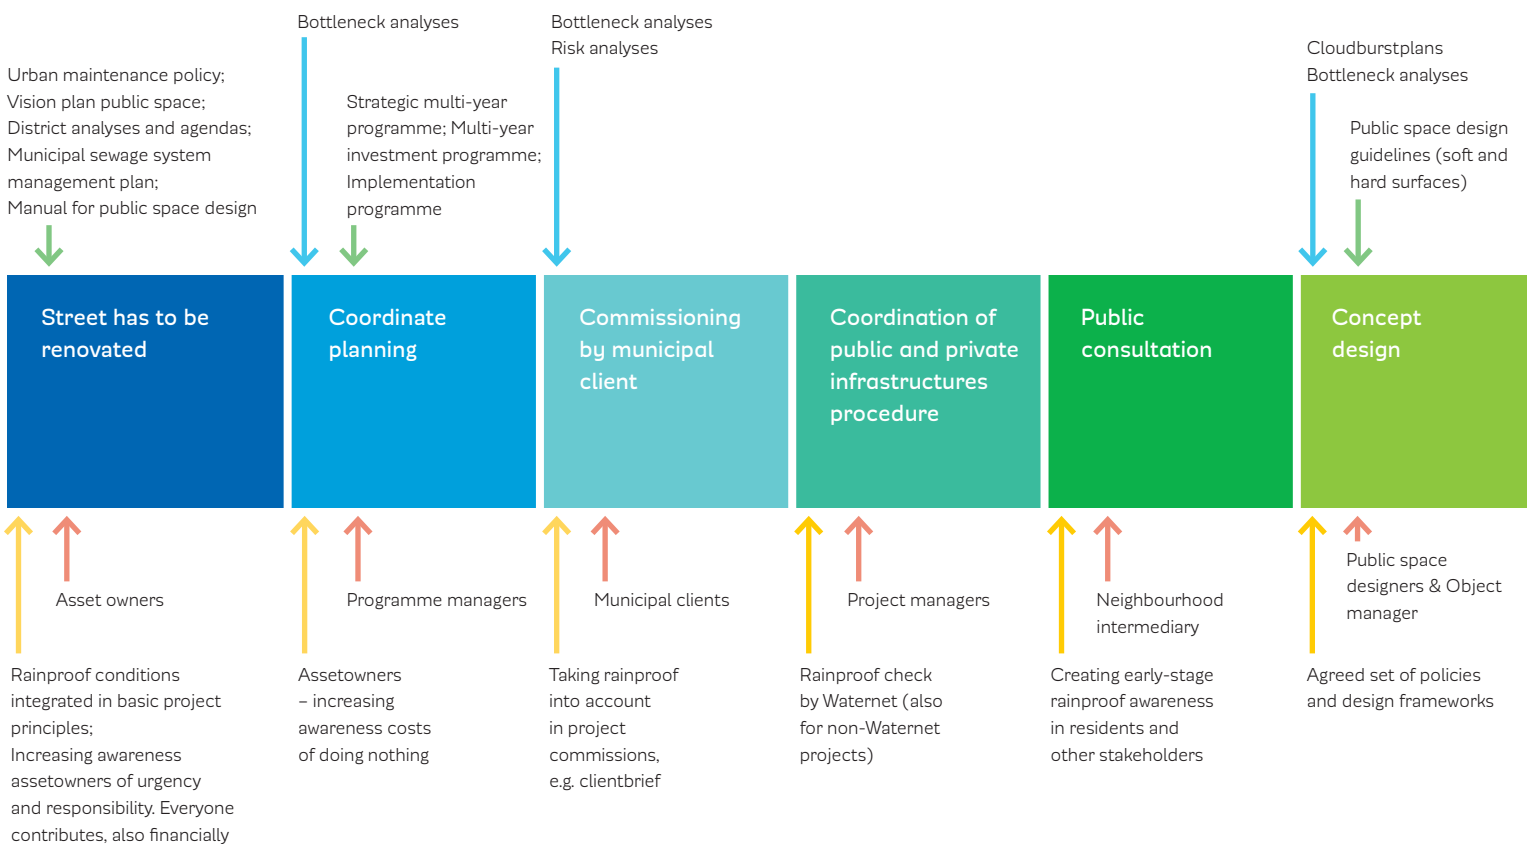 Urban maintenance policy;
Vision plan public space;
District analyses and agendas;
Municipal sewage system
management plan;
Manual for public space design
Bottleneck analyses
Strategic multi-year
programme; Multi-year
investment programme;
Implementation
programme
Bottleneck analyses
Risk analyses
Cloudburstplans
Bottleneck analyses
Public space design
guidelines (soft and
hard surfaces)
Street has to be
renovated
Coordinate
planning
Commissioning
by municipal
client
Coordination of
public and private
infrastructures
procedure
Public
consultation
Concept
design
Asset owners
Programme managers
Municipal clients
Project managers
Neighbourhood
intermediary
Public space
designers & Object
manager
Rainproof conditions
integrated in basic project
principles;
Increasing awareness
assetowners of urgency
and responsibility. Everyone
contributes, also financially
Assetowners
– increasing
awareness costs
of doing nothing
Taking rainproof
into account
in project
commissions,
e.g. clientbrief
Rainproof check
by Waternet (also
for non-Waternet
projects)
Creating early-stage
rainproof awareness
in residents and
other stakeholders
Agreed set of policies
and design frameworks